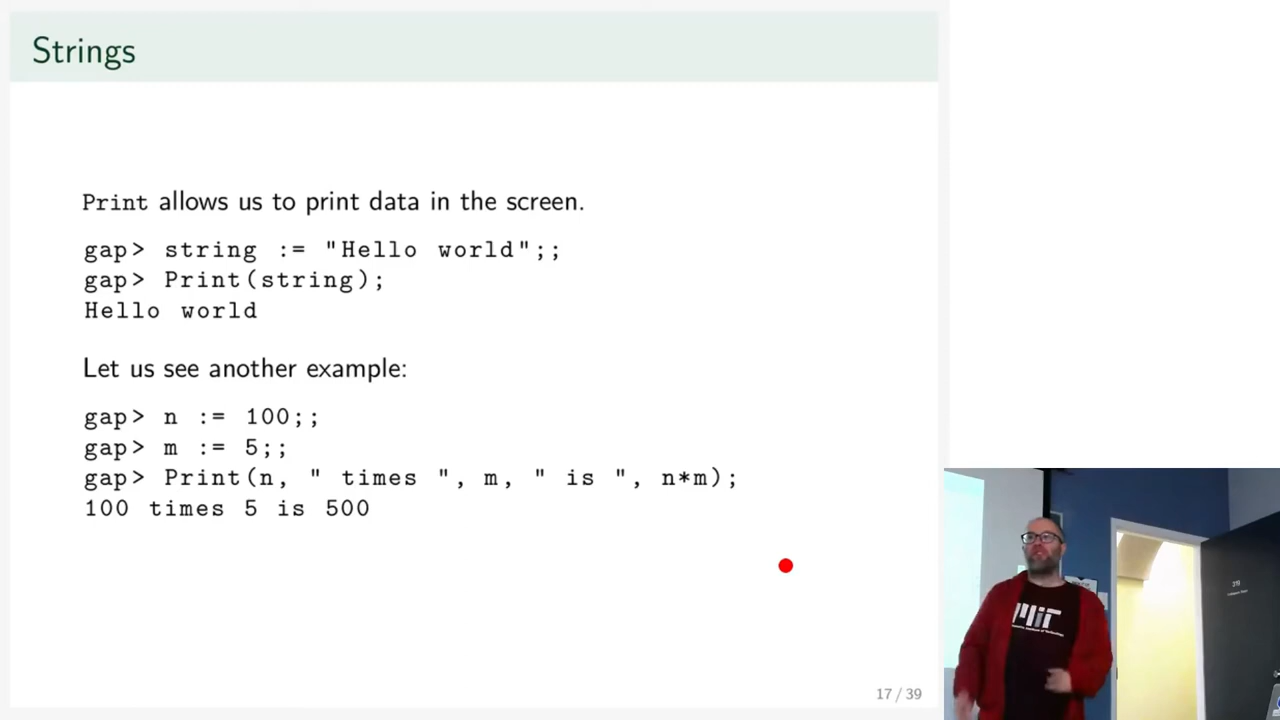 Strings
Print allows us to print data in the screen.
gap> string := "Hello world";;
gap> Print(string);
Hello world
Let us see another example:
gap> n := 100;;
gap> m := 5;;
gap> Print(n, " times ", m, " is ", n*m);
100 times 5 is 500
17 / 39
MIT